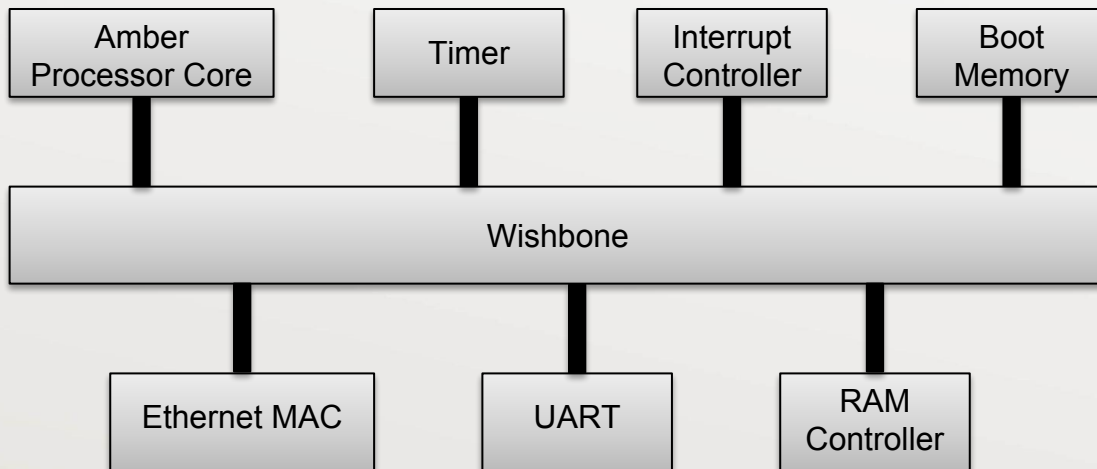 Amber
Processor Core
Timer
Interrupt
Controller
Boot
Memory
Wishbone
Ethernet MAC
UART
RAM
Controller